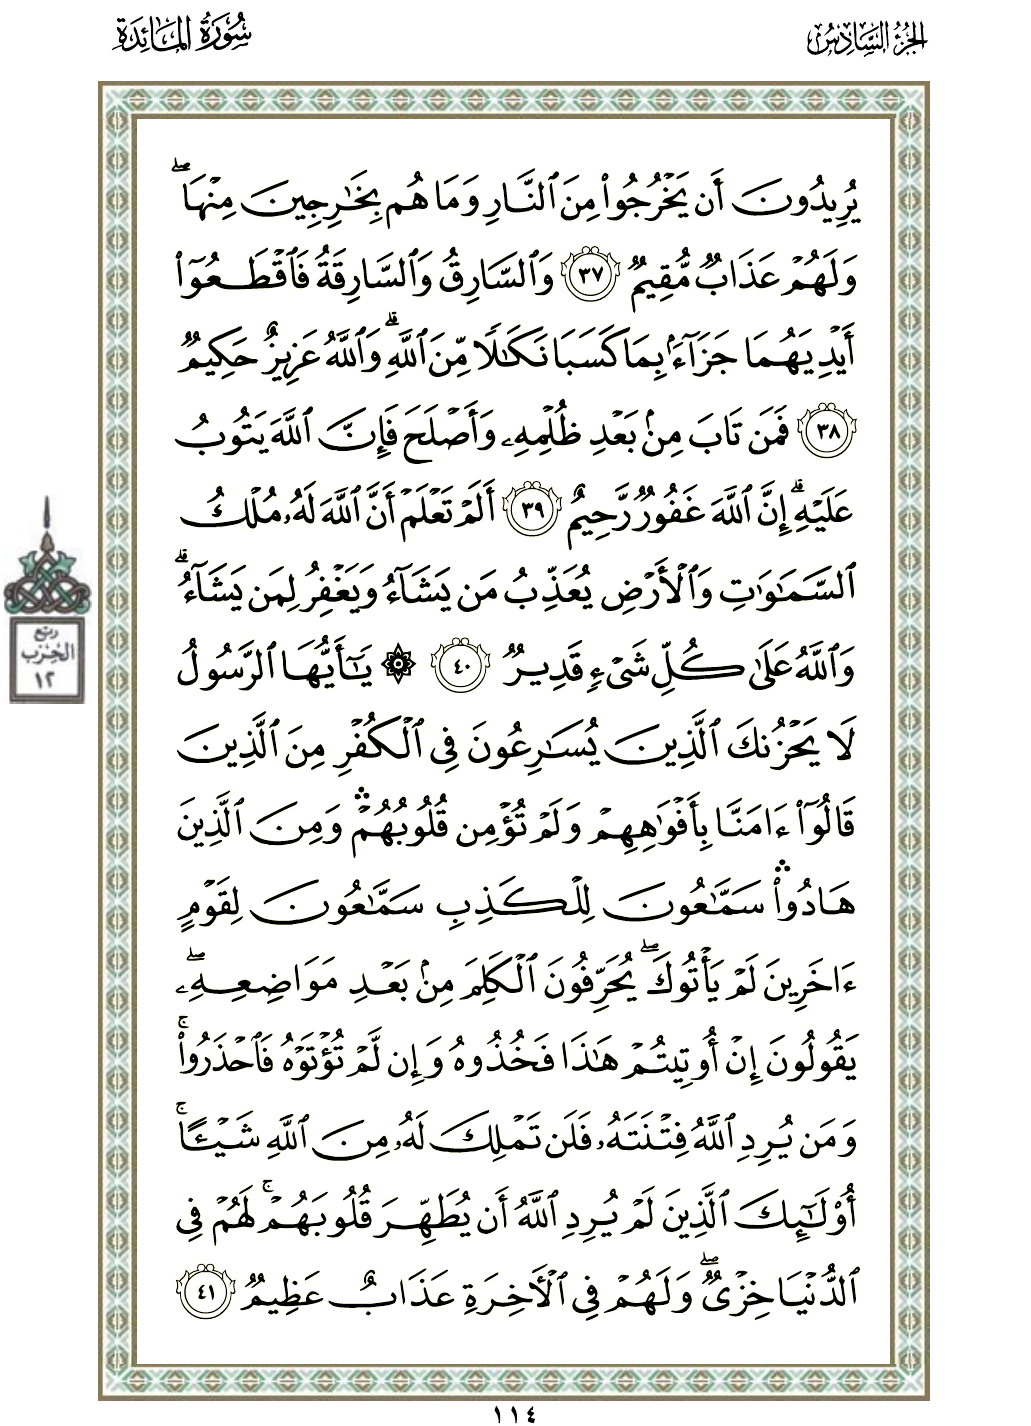 الجزء السادس
سورة المائدة
يُرِيدُونَ أَن يَخْرُجُوا۟ مِنَ ٱلنَّارِ وَمَا هُم بِخَـٰرِجِينَ مِنْهَا ۖ
وَلَهُمْ عَذَابٌ مُّقِيمٌ ٣٧ وَٱلسَّارِقُ وَٱلسَّارِقَةُ فَٱقْطَعُوٓا۟
أَيْدِيَهُمَا جَزَآءًۢ بِمَا كَسَبَا نَكَـٰلًا مِّنَ ٱللَّهِ ۗ وَٱللَّهُ عَزِيزٌ حَكِيمٌ
٣٨ فَمَن تَابَ مِنۢ بَعْدِ ظُلْمِهِۦ وَأَصْلَحَ فَإِنَّ ٱللَّهَ يَتُوبُ
عَلَيْهِ ۗ إِنَّ ٱللَّهَ غَفُورٌ رَّحِيمٌ ٣٩ أَلَمْ تَعْلَمْ أَنَّ ٱللَّهَ لَهُۥ مُلْكُ
ٱلسَّمَـٰوَٰتِ وَٱلْأَرْضِ يُعَذِّبُ مَن يَشَآءُ وَيَغْفِرُ لِمَن يَشَآءُ ۗ
وَٱللَّهُ عَلَىٰ كُلِّ شَىْءٍ قَدِيرٌ ٤٠ ۞ يَـٰٓأَيُّهَا ٱلرَّسُولُ
لَا يَحْزُنكَ ٱلَّذِينَ يُسَـٰرِعُونَ فِى ٱلْكُفْرِ مِنَ ٱلَّذِينَ
قَالُوٓا۟ ءَامَنَّا بِأَفْوَٰهِهِمْ وَلَمْ تُؤْمِن قُلُوبُهُمْ ۛ وَمِنَ ٱلَّذِينَ
هَادُوا۟ ۛ سَمَّـٰعُونَ لِلْكَذِبِ سَمَّـٰعُونَ لِقَوْمٍ
ءَاخَرِينَ لَمْ يَأْتُوكَ ۖ يُحَرِّفُونَ ٱلْكَلِمَ مِنۢ بَعْدِ مَوَاضِعِهِۦ ۖ
يَقُولُونَ إِنْ أُوتِيتُمْ هَـٰذَا فَخُذُوهُ وَإِن لَّمْ تُؤْتَوْهُ فَٱحْذَرُوا۟ ۚ
وَمَن يُرِدِ ٱللَّهُ فِتْنَتَهُۥ فَلَن تَمْلِكَ لَهُۥ مِنَ ٱللَّهِ شَيْـًٔا ۚ
أُو۟لَـٰٓئِكَ ٱلَّذِينَ لَمْ يُرِدِ ٱللَّهُ أَن يُطَهِّرَ قُلُوبَهُمْ ۚ لَهُمْ فِى
ٱلدُّنْيَا خِزْىٌ ۖ وَلَهُمْ فِى ٱلْـَٔاخِرَةِ عَذَابٌ عَظِيمٌ ٤١
ربع
الحزب
١٢
١١٤